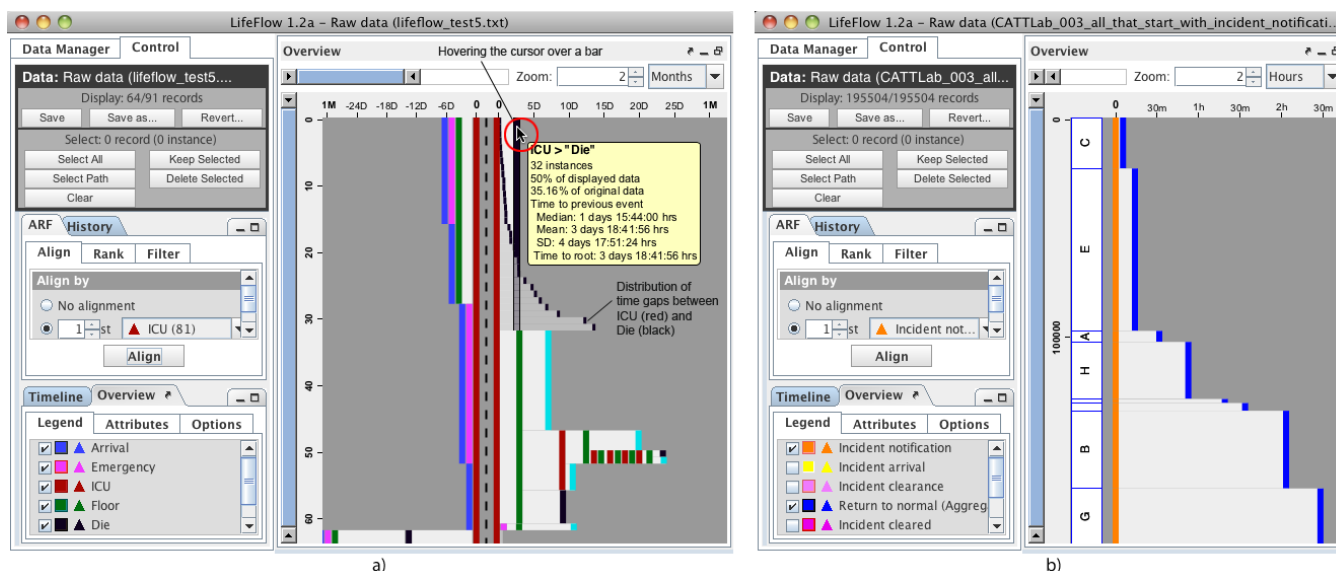 LifeFlow 1.2a – Raw data (lifeflow_test5.txt)
Data Manager Control
Data: Raw data (lifeflow_test5....
Display: 64/91 records
Save Save as... Revert...
Select: 0 record (0 instance)
Select All Keep Selected
Select Path Delete Selected
Clear
ARF History
Align Rank Filter
Align by
No alignment
1 st ICU (81)
Align
Timeline Overview
Legend Attributes Options
Arrival
Emergency
ICU
Floor
Die
Overview
Hovering the cursor over a bar
Zoom: 2 Months
1M -24D -18D -12D -6D 0 0 5D 10D 15D 20D 25D 1M
0
10
20
30
40
50
60
ICU > "Die"
32 instances
50% of displayed data
35.16% of original data
Time to previous event
Median: 1 days 15:44:00 hrs
Mean: 3 days 18:41:56 hrs
SD: 4 days 17:51:24 hrs
Time to root: 3 days 18:41:56 hrs
Distribution of
time gaps between
ICU (red) and
Die (black)
a)
LifeFlow 1.2a – Raw data (CATTLab_003_all_that_start_with_incident_notificati...
Data Manager Control
Data: Raw data (CATTLab_003_all...
Display: 195504/195504 records
Save Save as... Revert...
Select: 0 record (0 instance)
Select All Keep Selected
Select Path Delete Selected
Clear
ARF History
Align Rank Filter
Align by
No alignment
1 st Incident not...
Align
Timeline Overview
Legend Attributes Options
Incident notification
Incident arrival
Incident clearance
Return to normal (Aggreg
Incident cleared
Overview
Zoom: 2 Hours
0 30m 1h 30m 2h 30m
0
100000
C
E
A
H
B
G
b)